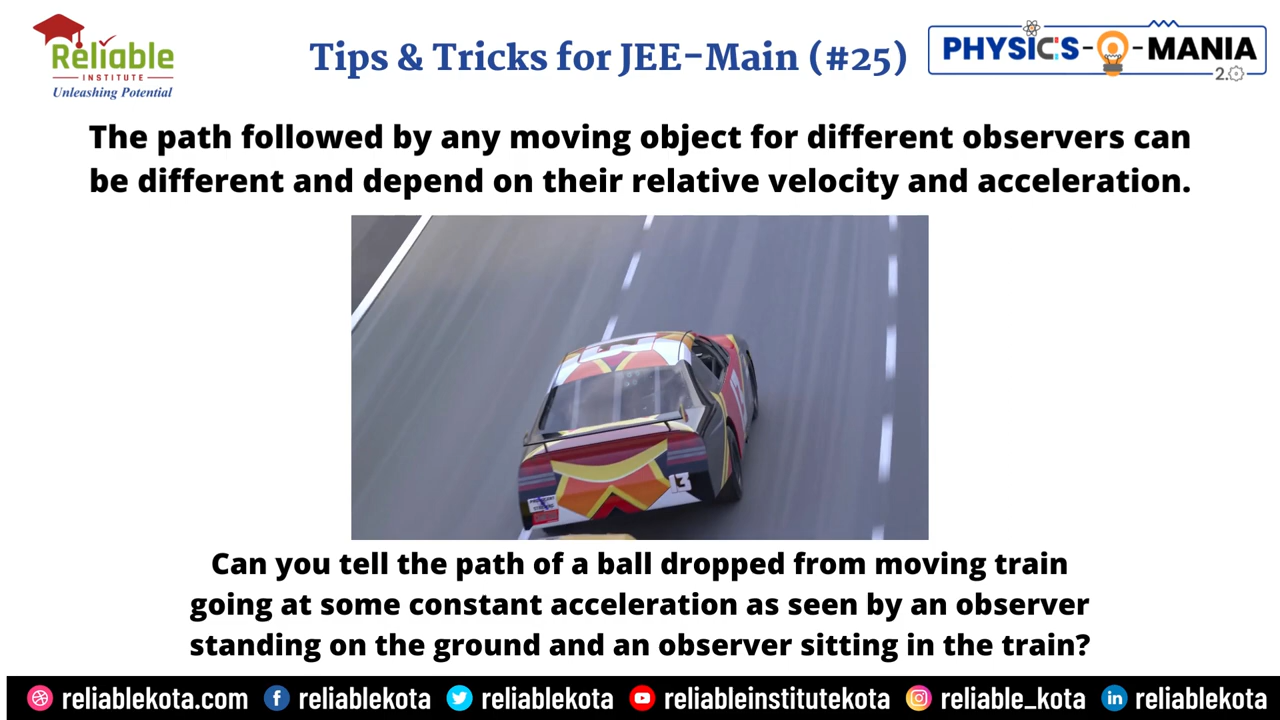 Reliable
INSTITUTE
Unleashing Potential
Tips & Tricks for JEE-Main (#25)
PHYSICS-O-MANIA
2.0
The path followed by any moving object for different observers can
be different and depend on their relative velocity and acceleration.
13
Can you tell the path of a ball dropped from moving train
going at some constant acceleration as seen by an observer
standing on the ground and an observer sitting in the train?
reliablekota.com reliablekota reliablekota reliableinstitutekota reliable_kota reliablekota